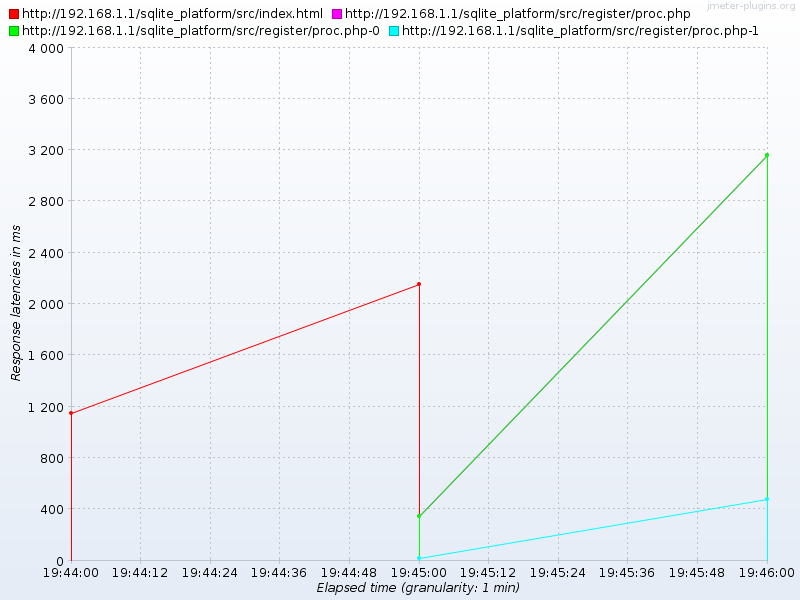 jmeter-plugins.org
http://192.168.1.1/sqlite_platform/src/index.html http://192.168.1.1/sqlite_platform/src/register/proc.php
http://192.168.1.1/sqlite_platform/src/register/proc.php-0 http://192.168.1.1/sqlite_platform/src/register/proc.php-1
4 000
3 600
3 200
2 800
2 400
2 000
1 600
1 200
800
400
0
Response latencies in ms
19:44:00 19:44:12 19:44:24 19:44:36 19:44:48 19:45:00 19:45:12 19:45:24 19:45:36 19:45:48 19:46:00
Elapsed time (granularity: 1 min)